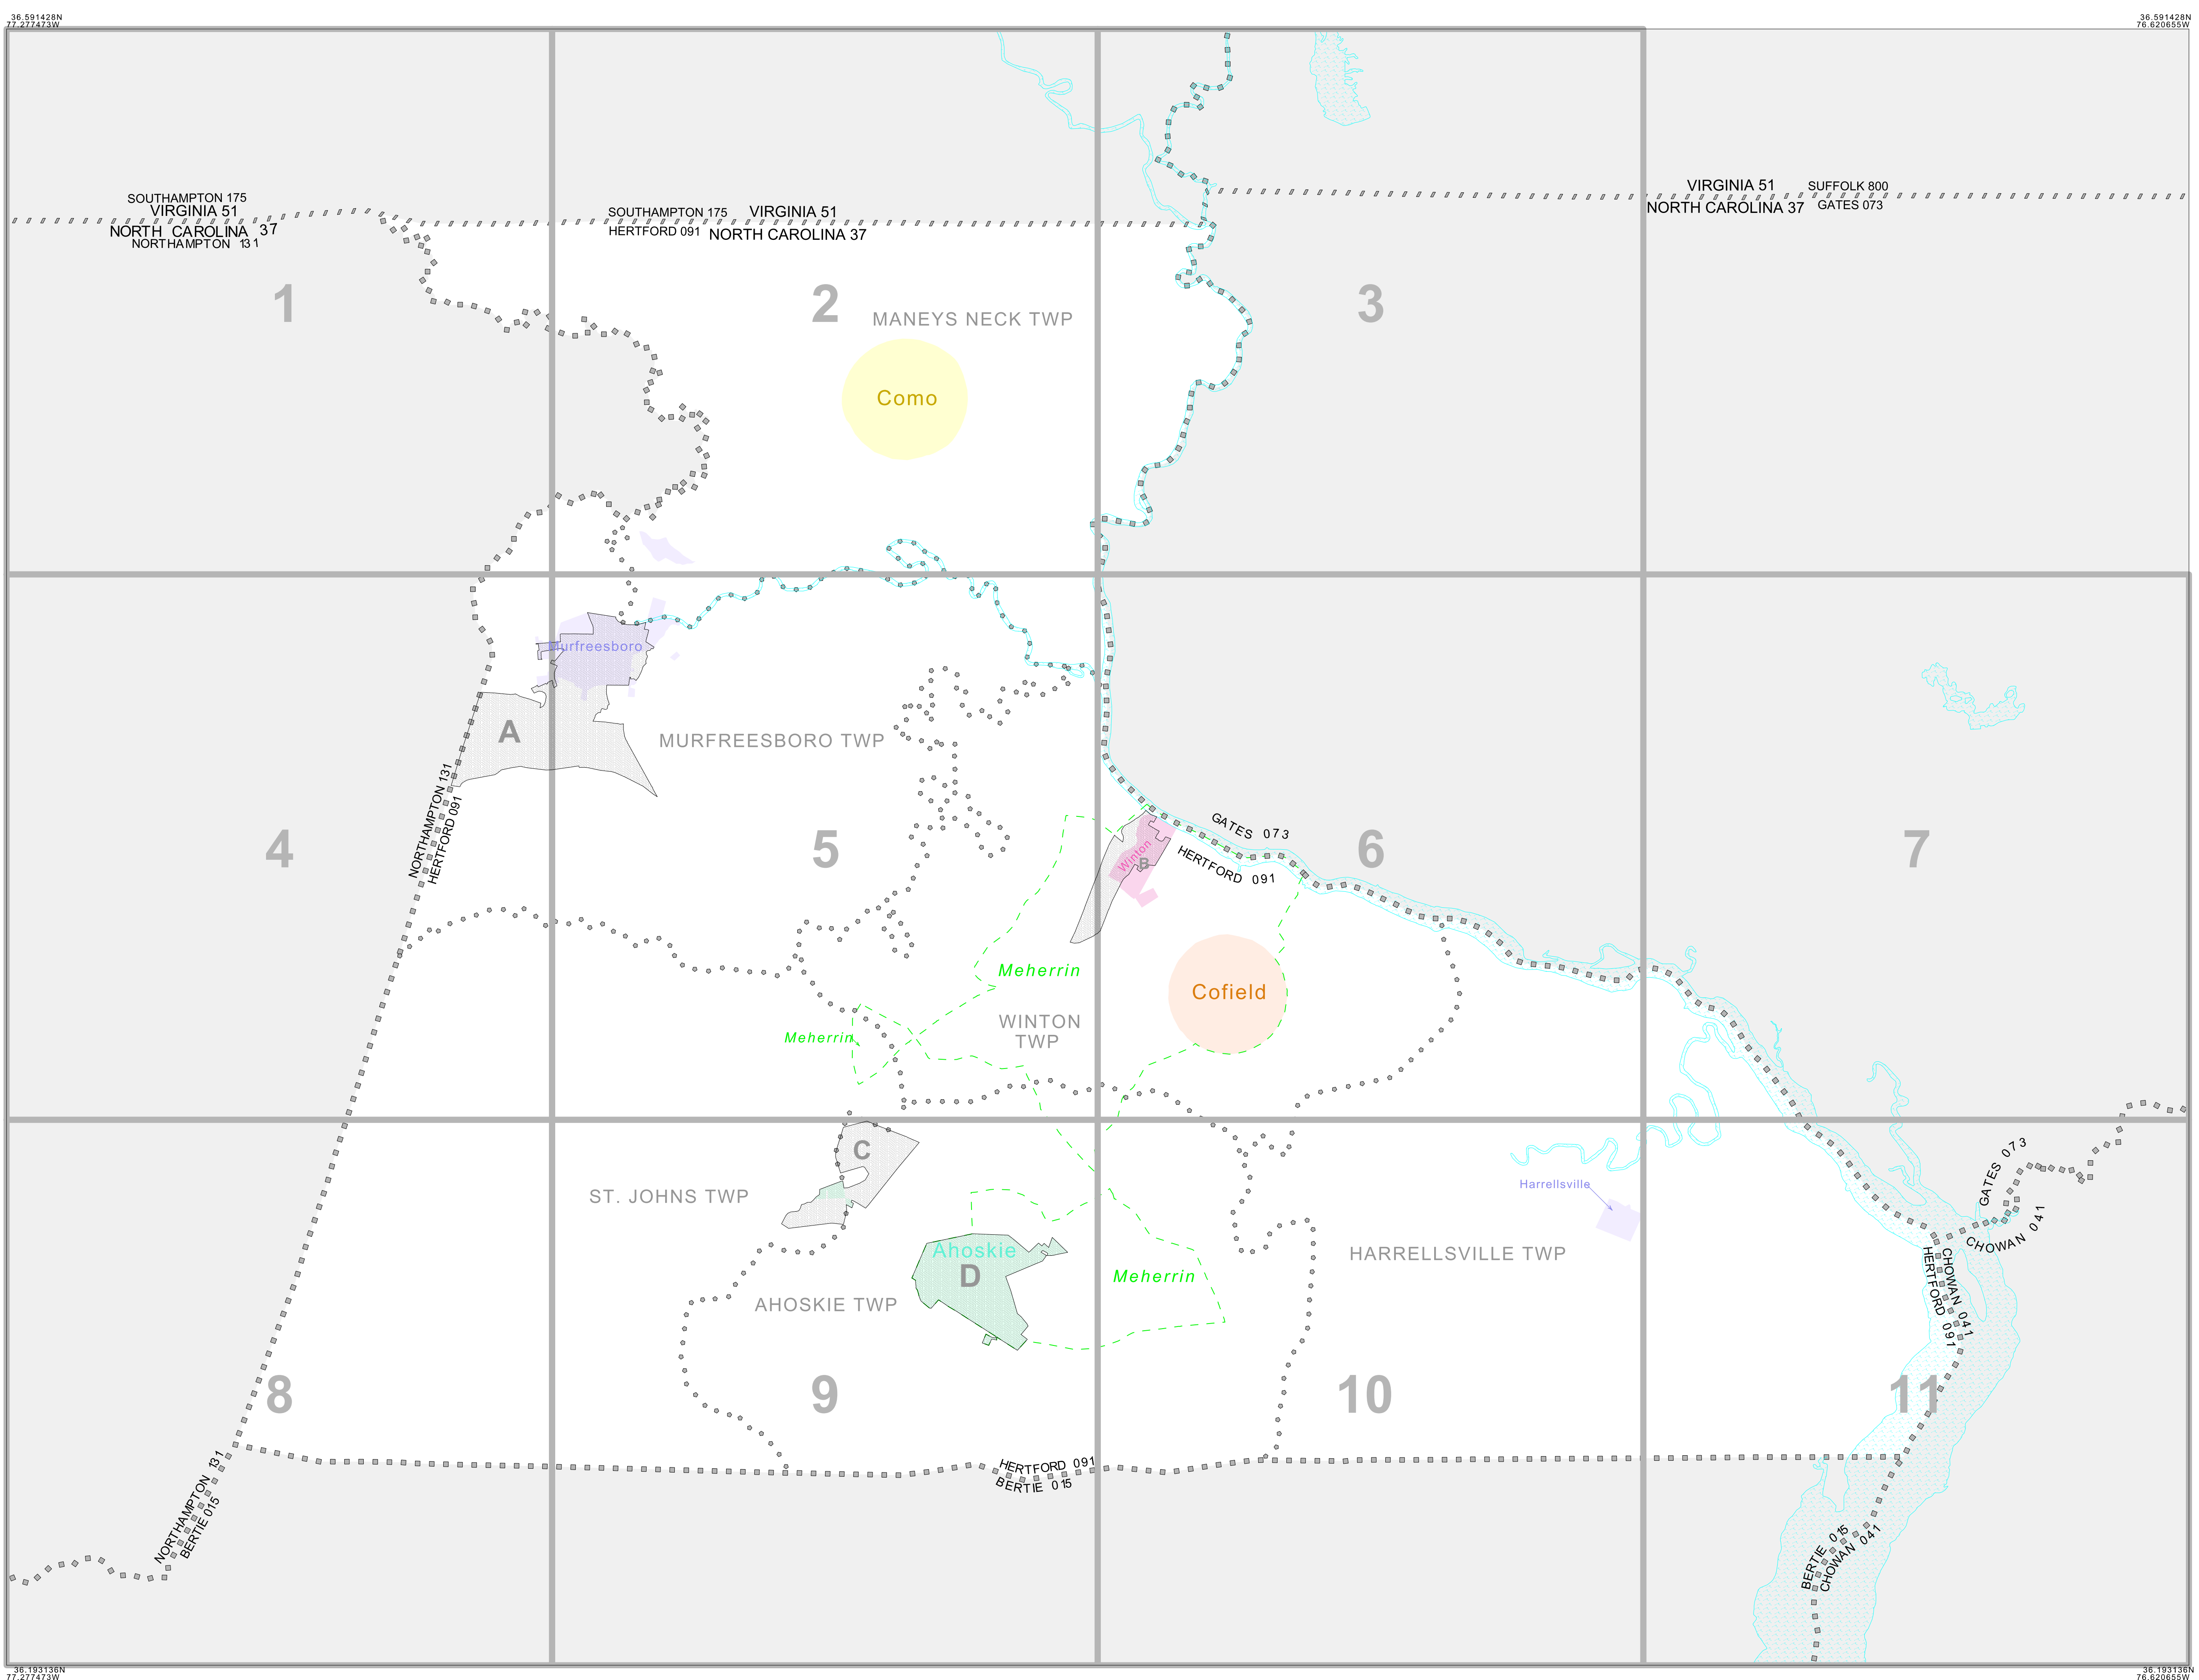 36.591428N
77.277473W
36.591428N
76.620655W
SOUTHAMPTON 175
VIRGINIA 51
NORTH CAROLINA 37
NORTHAMPTON 131
SOUTHAMPTON 175 VIRGINIA 51
HERTFORD 091 NORTH CAROLINA 37
VIRGINIA 51 SUFFOLK 800
NORTH CAROLINA 37 GATES 073
1
2
3
MANEYS NECK TWP
Como
Murfreesboro
A
MURFREESBORO TWP
NORTHAMPTON 131
HERTFORD 091
4
5
6
7
GATES 073
HERTFORD 091
Winton
B
Meherrin
Cofield
WINTON
TWP
Meherrin
C
ST. JOHNS TWP
Harrellsville
GATES 073
CHOWAN 041
Ahoskie
D
HARRELLSVILLE TWP
Meherrin
AHOSKIE TWP
CHOWAN 041
HERTFORD 091
8
9
10
11
NORTHAMPTON 131
BERTIE 015
HERTFORD 091
BERTIE 015
BERTIE 015
CHOWAN 041
36.193136N
77.277473W
36.193136N
76.620655W